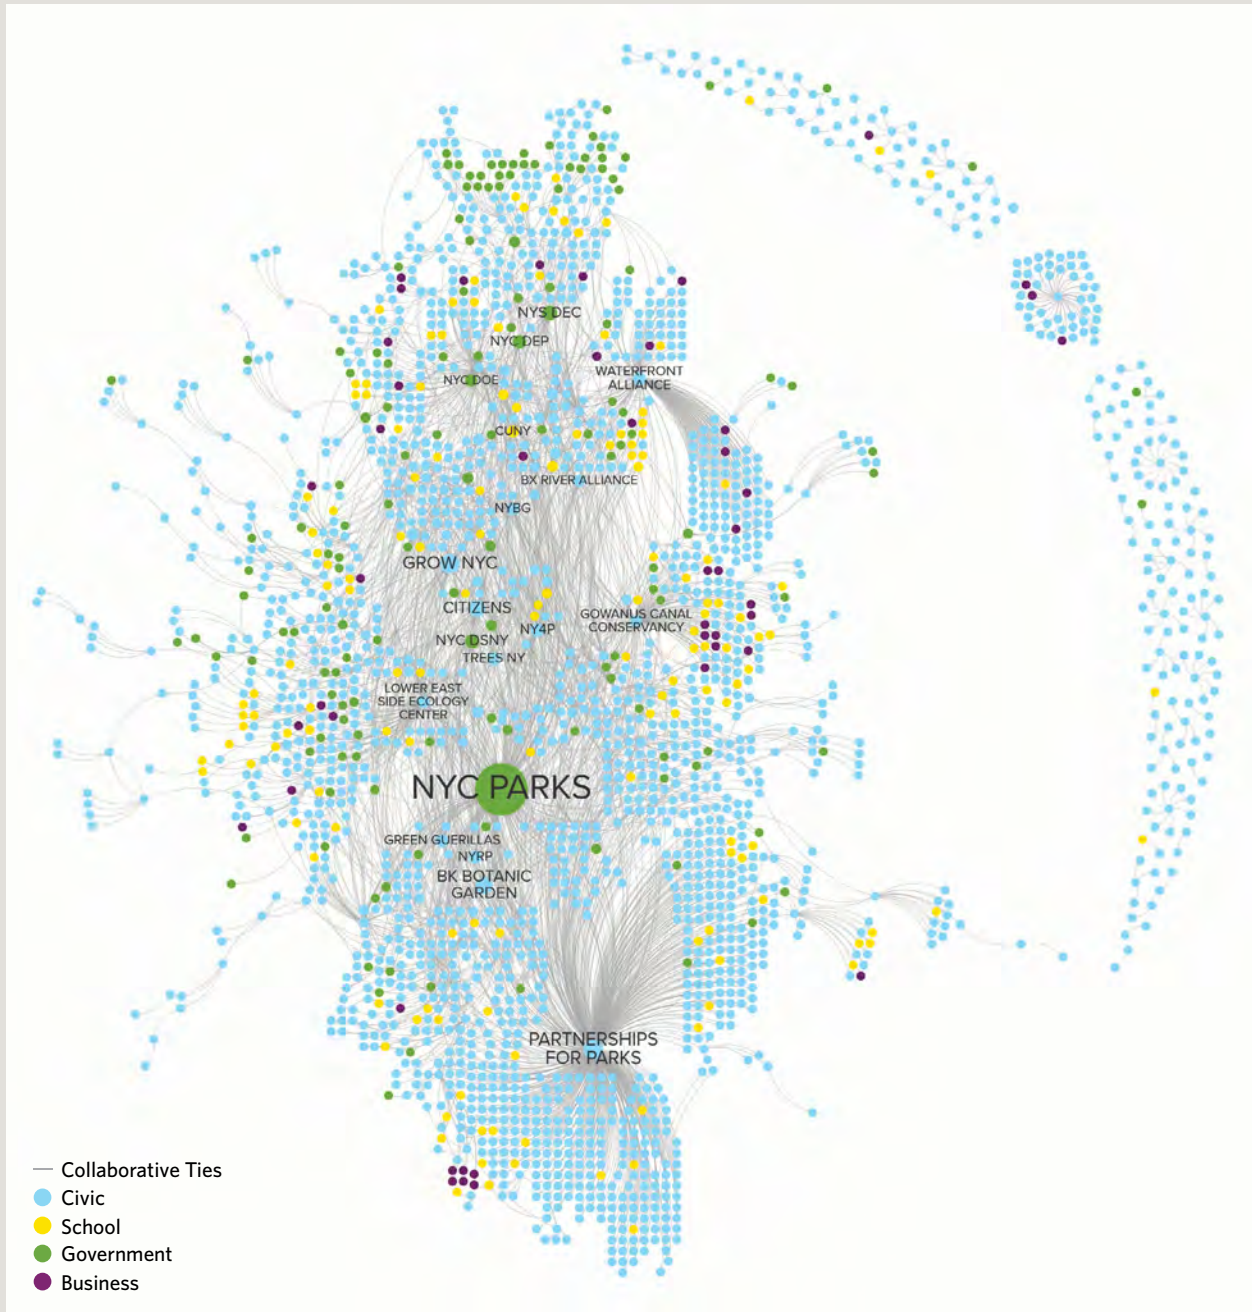 NYS DEC
NYC DEP
WATERFRONT
ALLIANCE
NYC DOE
CUNY
BX RIVER ALLIANCE
NYBG
GROW NYC
CITIZENS
GOWANUS CANAL
CONSERVANCY
NY4P
NYC DSNY
TREES NY
LOWER EAST
SIDE ECOLOGY
CENTER
NYC PARKS
GREEN GUERILLAS
NYRP
BK BOTANIC
GARDEN
PARTNERSHIPS
FOR PARKS
Collaborative Ties
Civic
School
Government
Business